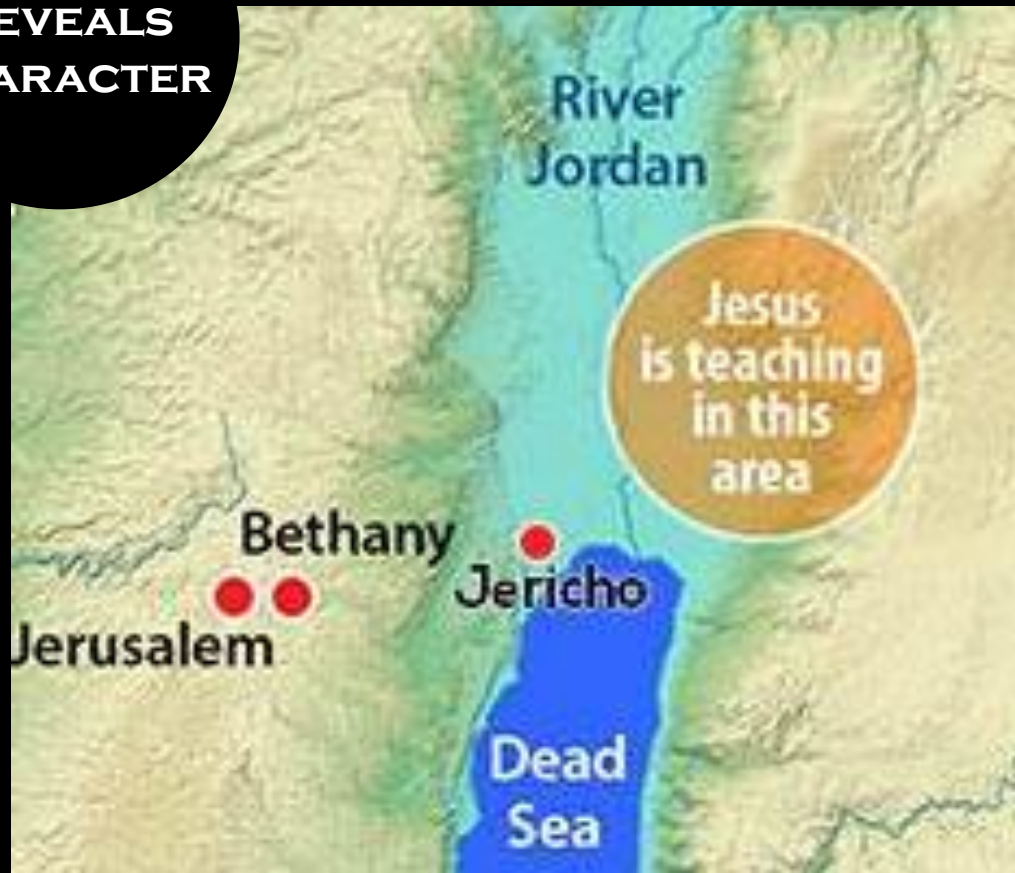 EVEALS
ARACTER
River
Jordan
Jesus
is teaching
in this
area
Bethany
Jericho
Jerusalem
Dead
Sea